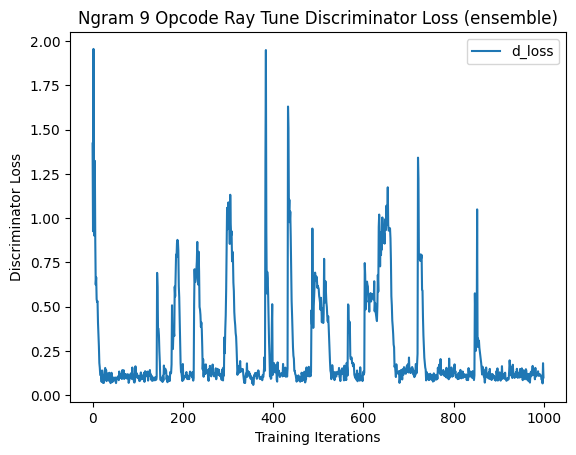 Ngram 9 Opcode Ray Tune Discriminator Loss (ensemble)
d_loss
Discriminator Loss
2.00
1.75
1.50
1.25
1.00
0.75
0.50
0.25
0.00
0 200 400 600 800 1000
Training Iterations